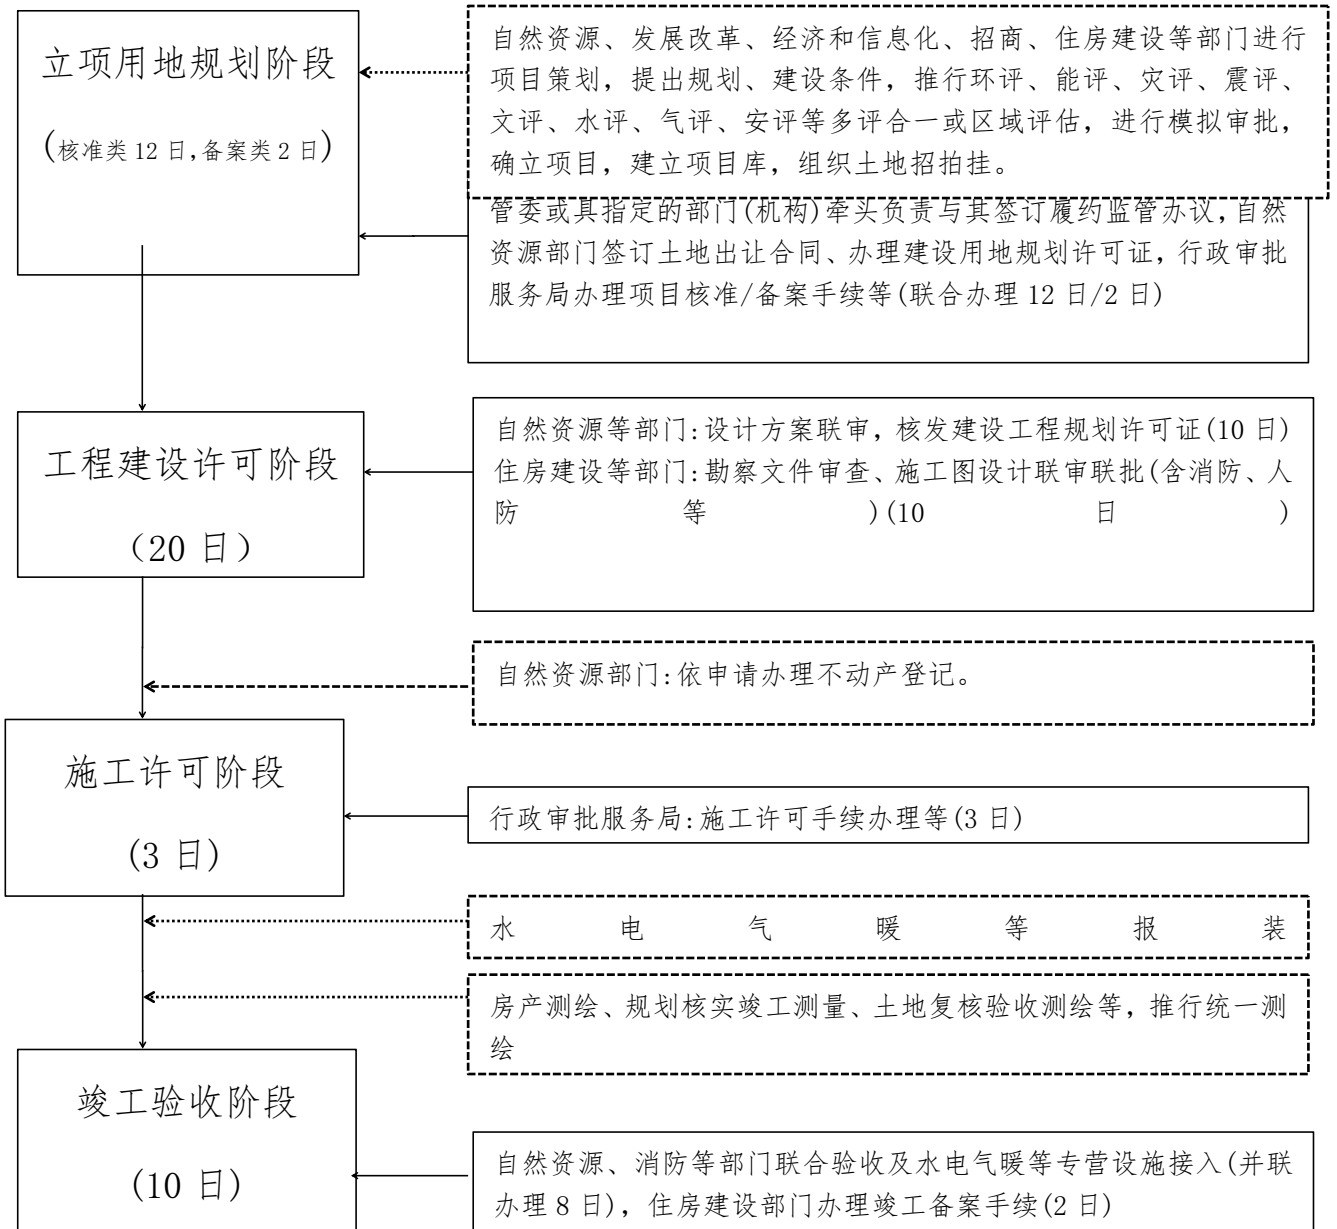 立项用地规划阶段
(核准类 12 日,备案类 2 日)
自然资源、发展改革、经济和信息化、招商、住房建设等部门进行
项目策划，提出规划、建设条件，推行环评、能评、灾评、震评、
文评、水评、气评、安评等多评合一或区域评估，进行模拟审批，
确立项目，建立项目库，组织土地招拍挂。
管委或其指定的部门(机构)牵头负责与其签订履约监管办议，自然
资源部门签订土地出让合同、办理建设用地规划许可证，行政审批
服务局办理项目核准/备案手续等(联合办理 12 日/2 日)
工程建设许可阶段
（20 日）
自然资源等部门:设计方案联审，核发建设工程规划许可证(10 日)
住房建设等部门:勘察文件审查、施工图设计联审联批(含消防、人
防等)(10 日)
自然资源部门:依申请办理不动产登记。
施工许可阶段
(3 日)
行政审批服务局:施工许可手续办理等(3 日)
水电气暖等报装
房产测绘、规划核实竣工测量、土地复核验收测绘等，推行统一测
绘
竣工验收阶段
(10 日)
自然资源、消防等部门联合验收及水电气暖等专营设施接入(并联
办理 8 日)，住房建设部门办理竣工备案手续(2 日)